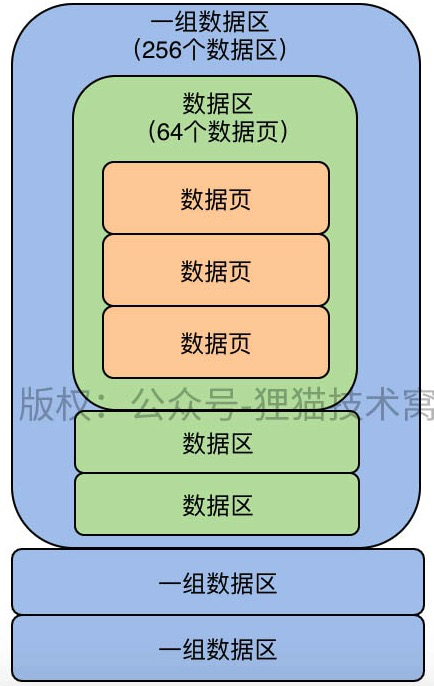 一组数据区
（256个数据区）
数据区
（64个数据页）
数据页
数据页
数据页
版权：公众号-狸猫技术窝
数据区
数据区
一组数据区
一组数据区